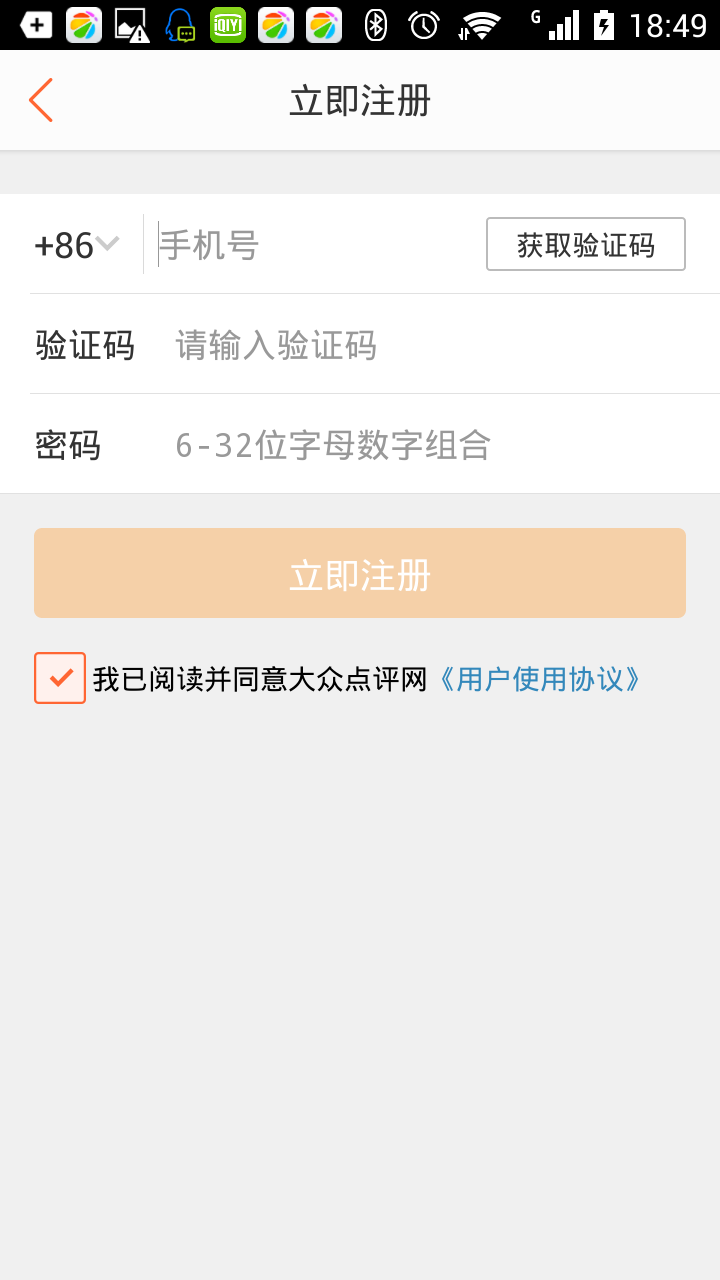 iQIYI G 18:49
立即注册
+86 手机号 获取验证码
验证码 请输入验证码
密码 6-32位字母数字组合
立即注册
我已阅读并同意大众点评网《用户使用协议》